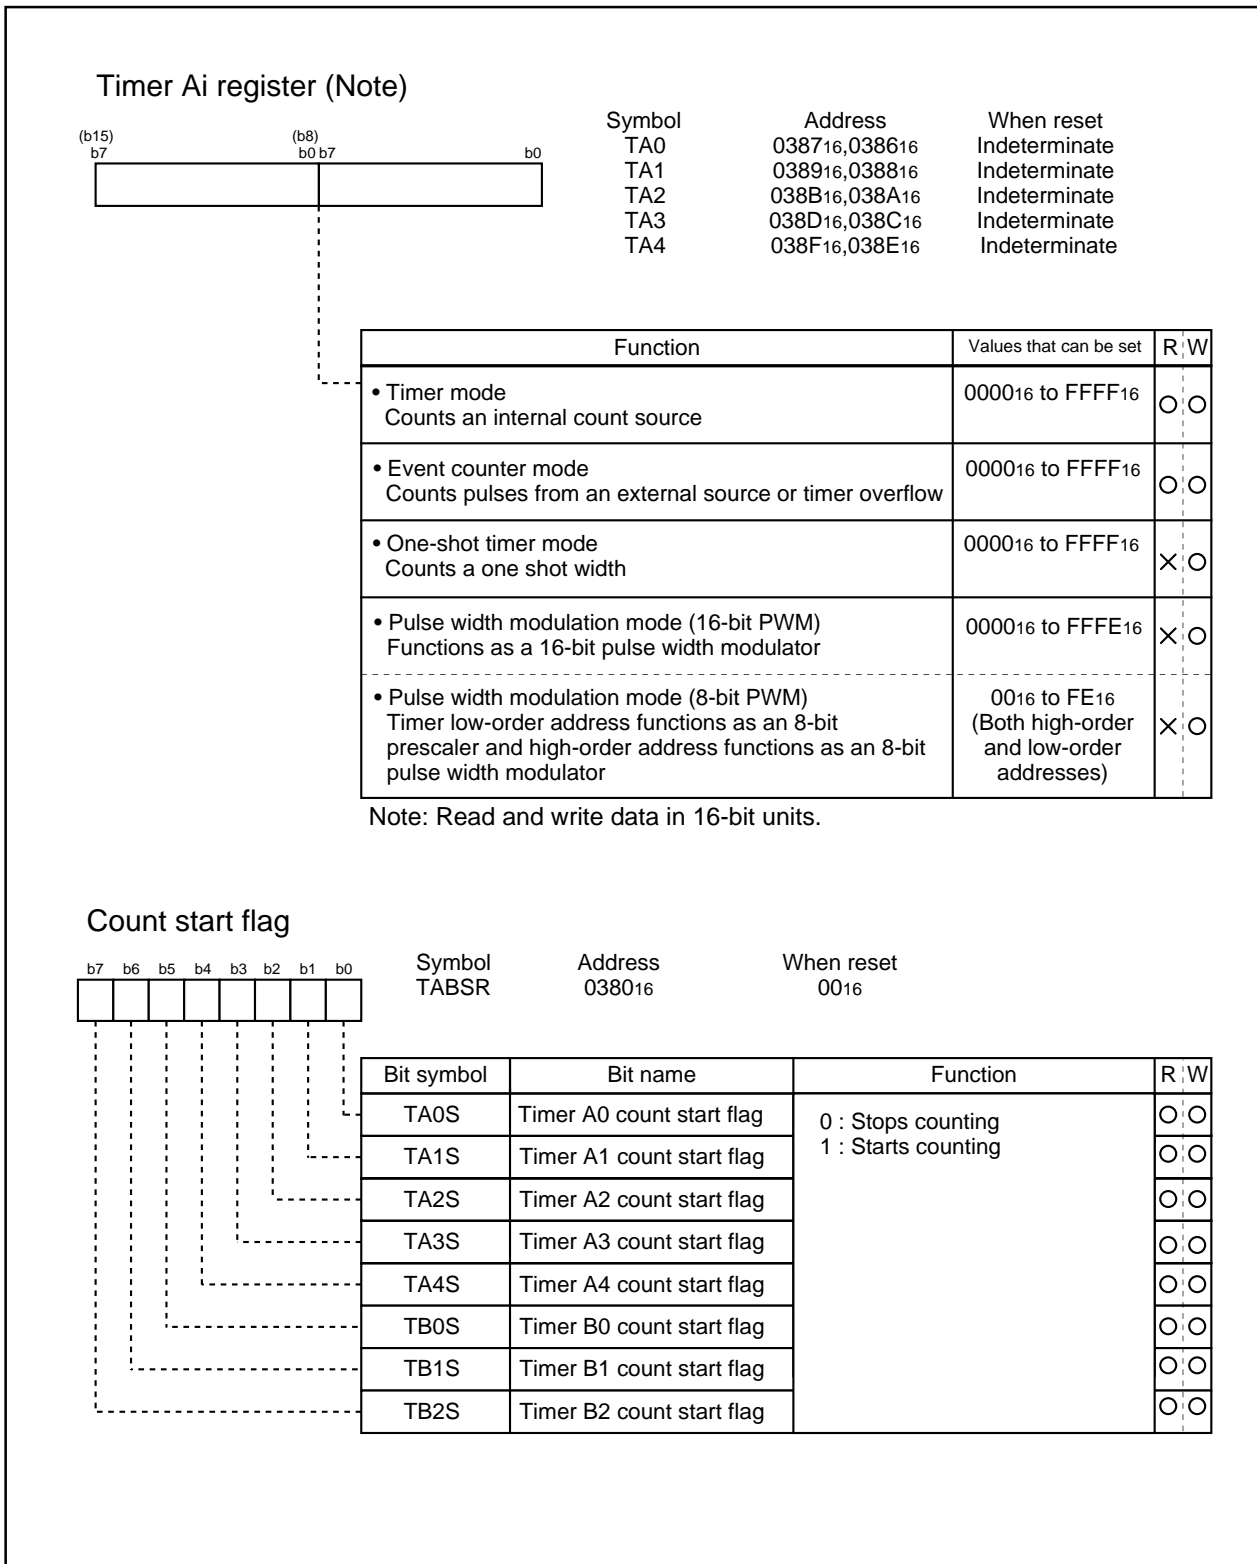 Timer Ai register (Note)
(b15) (b8)
b7 b0 b7 b0
Symbol Address When reset
TA0 038716,038616 Indeterminate
TA1 038916,038816 Indeterminate
TA2 038B16,038A16 Indeterminate
TA3 038D16,038C16 Indeterminate
TA4 038F16,038E16 Indeterminate
Function Values that can be set R W
• Timer mode 000016 to FFFF16
Counts an internal count source
• Event counter mode 000016 to FFFF16
Counts pulses from an external source or timer overflow
• One-shot timer mode 000016 to FFFF16
Counts a one shot width
• Pulse width modulation mode (16-bit PWM) 000016 to FFFE16
Functions as a 16-bit pulse width modulator
• Pulse width modulation mode (8-bit PWM) 0016 to FE16
Timer low-order address functions as an 8-bit (Both high-order
prescaler and high-order address functions as an 8-bit and low-order
pulse width modulator addresses)
Note: Read and write data in 16-bit units.
Count start flag
b7 b6 b5 b4 b3 b2 b1 b0
Symbol Address When reset
TABSR 038016 0016
Bit symbol Bit name Function R W
TA0S Timer A0 count start flag 0 : Stops counting
1 : Starts counting
TA1S Timer A1 count start flag
TA2S Timer A2 count start flag
TA3S Timer A3 count start flag
TA4S Timer A4 count start flag
TB0S Timer B0 count start flag
TB1S Timer B1 count start flag
TB2S Timer B2 count start flag